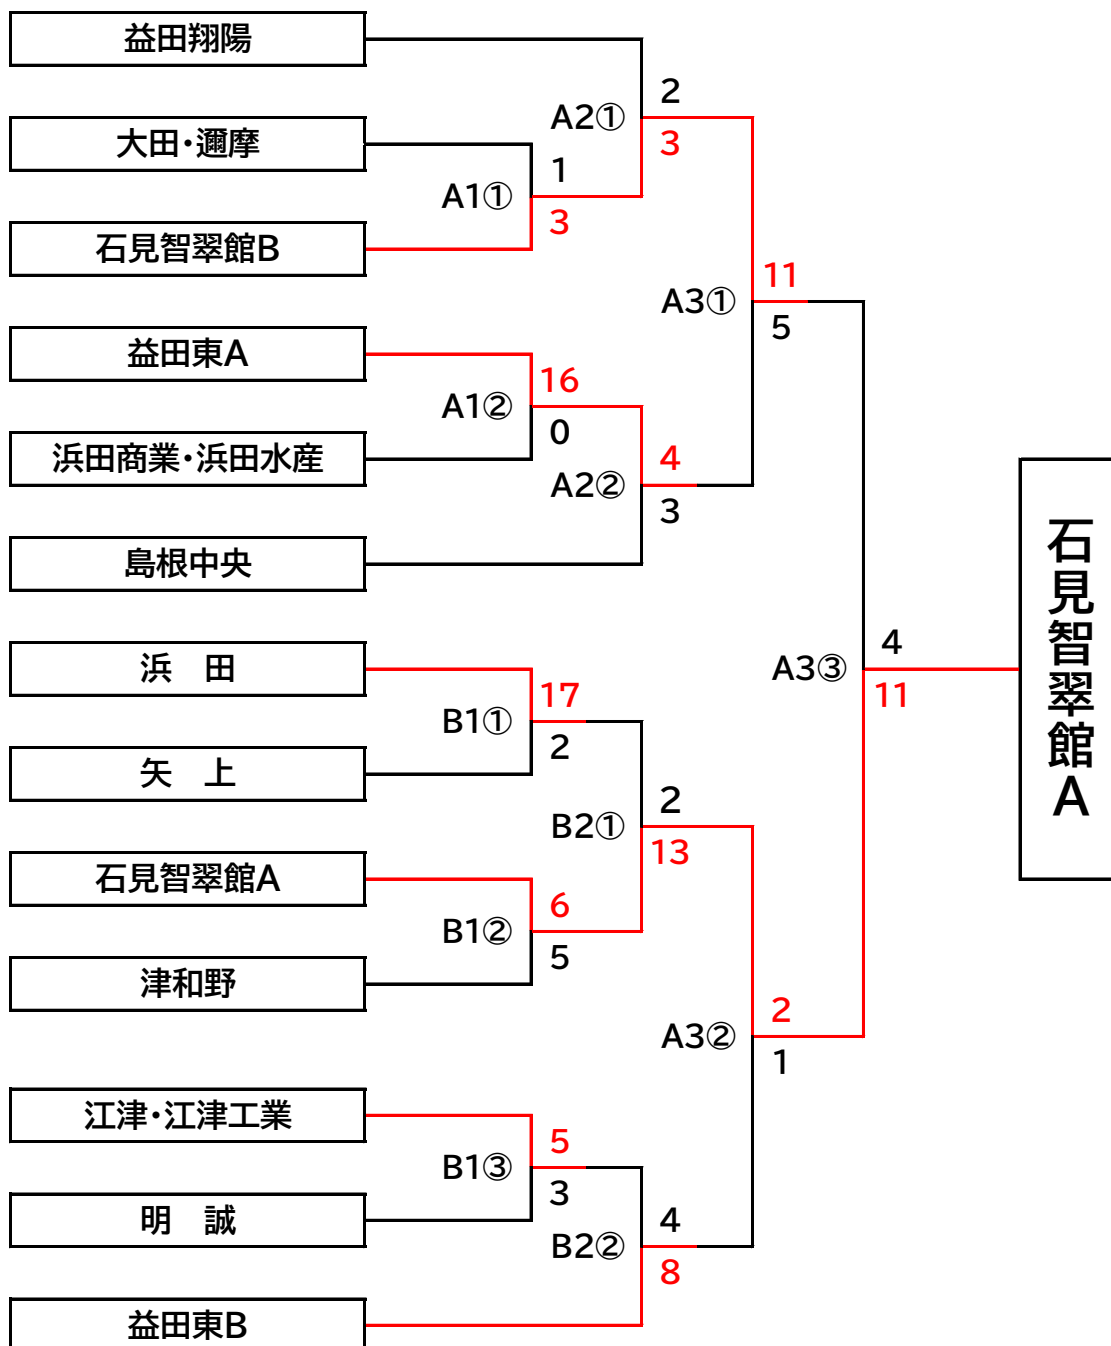 益田翔陽
2
A2①
3
大田・邇摩
1
A1①
3
石見智翠館B
11
A3①
5
益田東A
16
A1②
0
浜田商業・浜田水産
4
A2②
3
島根中央
石見智翠館A
4
A3③
11
浜　田
17
B1①
2
矢　上
2
B2①
13
石見智翠館A
6
B1②
5
津和野
2
A3②
1
江津・江津工業
5
B1③
3
明　誠
4
B2②
8
益田東B